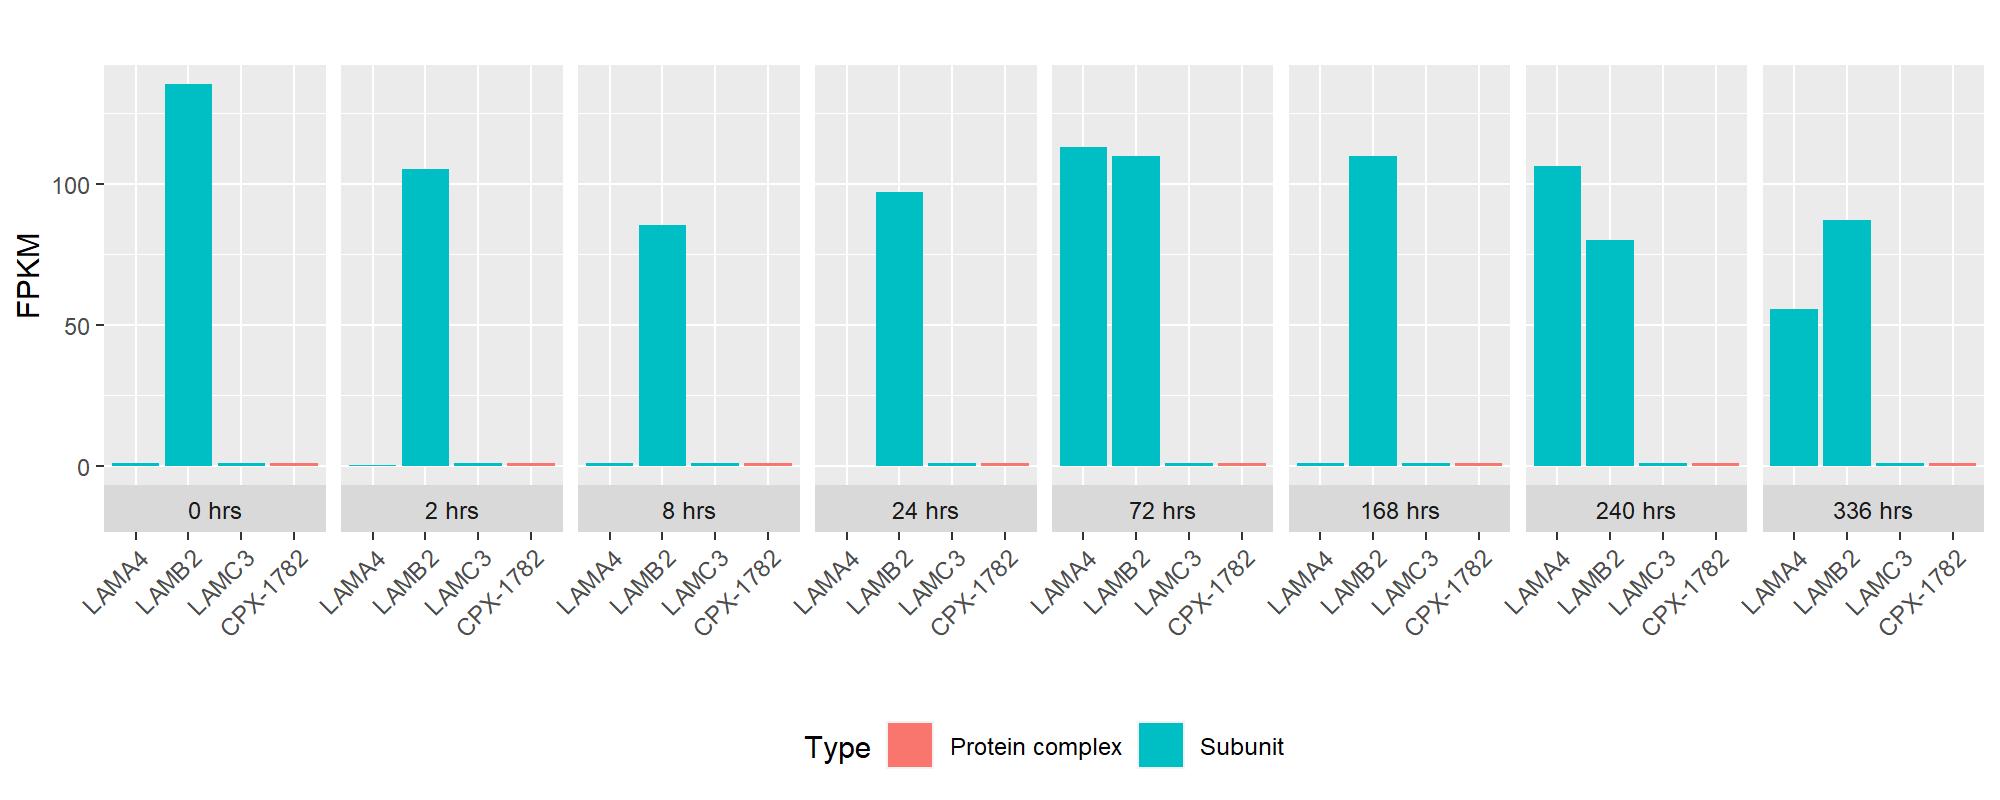 FPKM
100
50
0
0 hrs 2 hrs 8 hrs 24 hrs 72 hrs 168 hrs 240 hrs 336 hrs
LAMA4 LAMB2 LAMC3 CPX-1782 LAMA4 LAMB2 LAMC3 CPX-1782 LAMA4 LAMB2 LAMC3 CPX-1782 LAMA4 LAMB2 LAMC3 CPX-1782 LAMA4 LAMB2 LAMC3 CPX-1782 LAMA4 LAMB2 LAMC3 CPX-1782 LAMA4 LAMB2 LAMC3 CPX-1782 LAMA4 LAMB2 LAMC3 CPX-1782
Type Protein complex Subunit